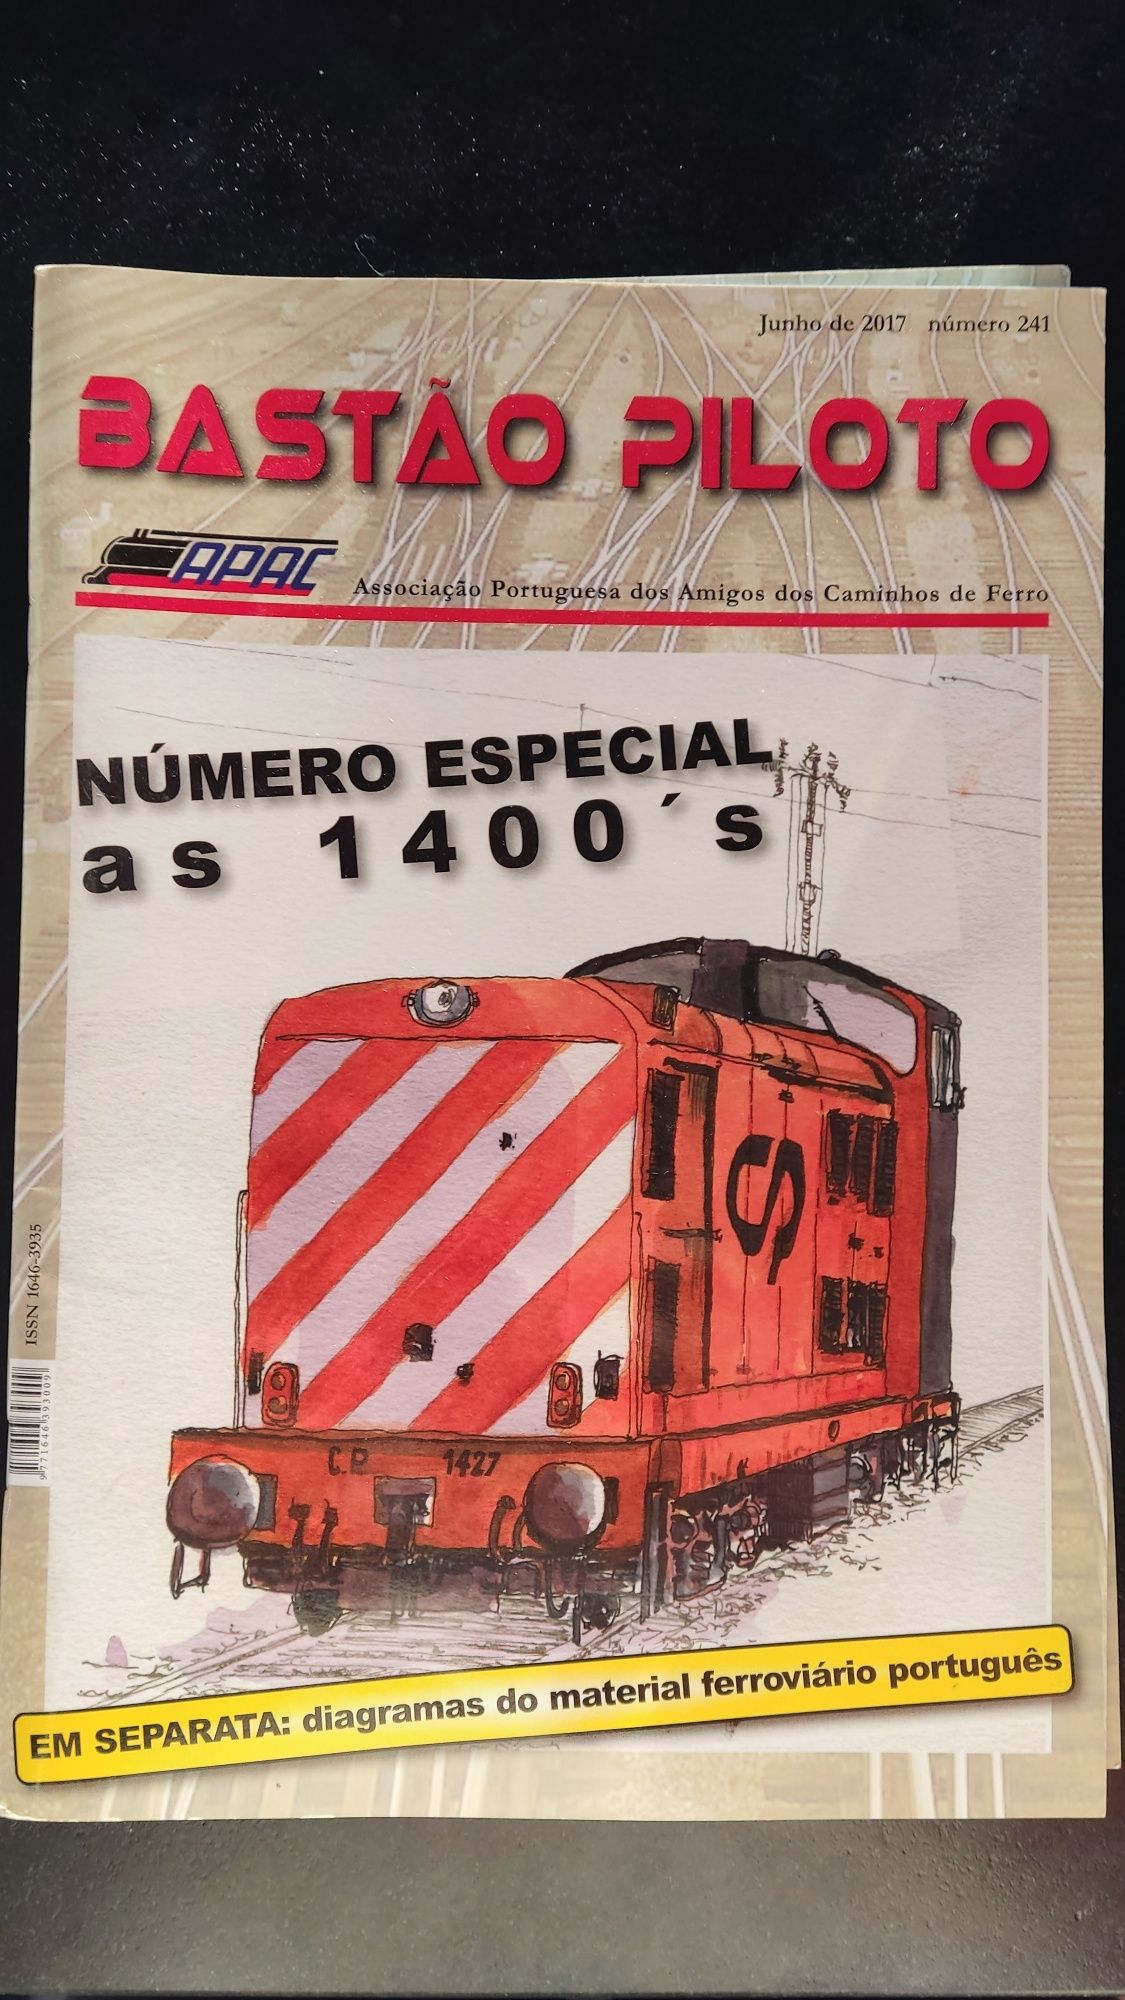 Junho de 2017 número 241
BASTÃO PILOTO
APAC
Associação Portuguesa dos Amigos dos Caminhos de Ferro
NÚMERO ESPECIAL
as 1400´s
C.P. 1427
ISSN 1646-3935
9771646393009
EM SEPARATA: diagramas do material ferroviário português